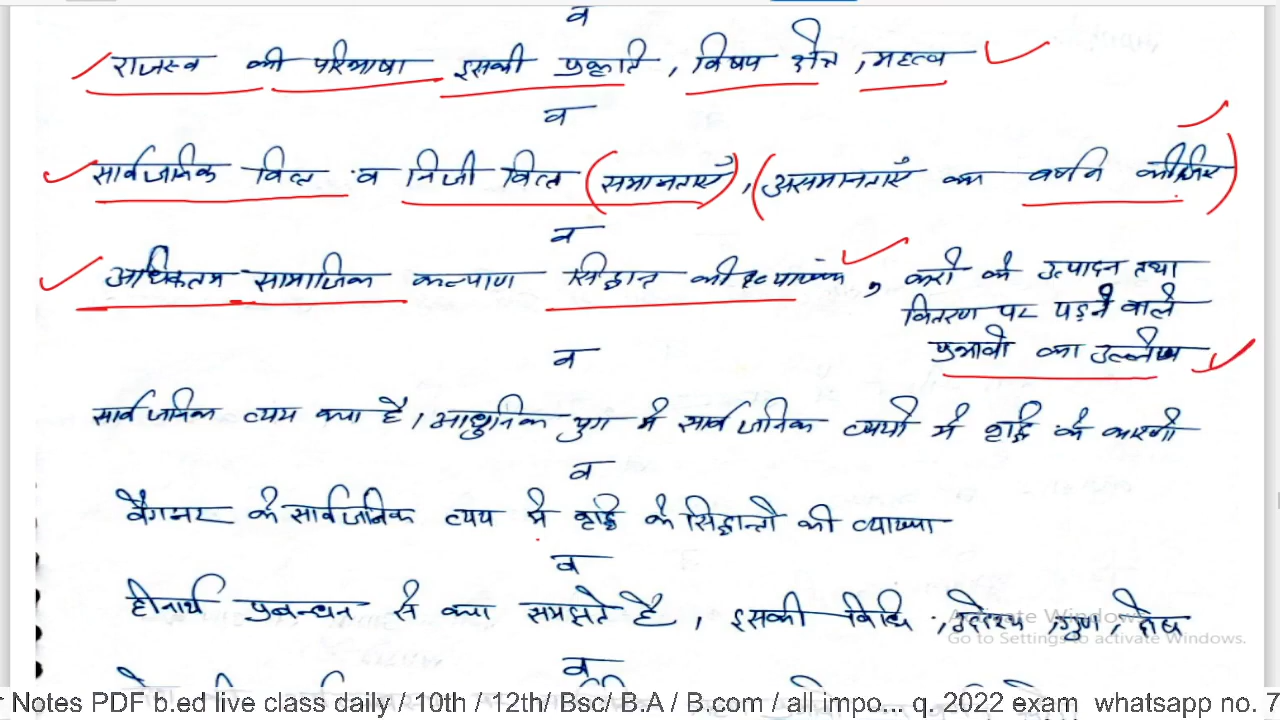 व
राजस्व की परिभाषा इसकी प्रकृति, विषय क्षेत्र, महत्व
व
सार्वजनिक वित्त व निजी वित्त (समानताएँ), (असमानताएँ का वर्णन कीजिए)
व
अधिकतम सामाजिक कल्याण सिद्धान्त की व्याख्या, करो के उत्पादन तथा
वितरण पर पड़ने वाले
प्रभावो का उल्लेख
व
सार्वजनिक व्यय क्या है, आधुनिक युग मे सार्वजनिक व्ययो मे वृद्धि के कारणो
व
वैगनर के सार्वजनिक व्यय मे वृद्धि के सिद्धान्तो की व्याख्या
व
हीनार्थ प्रबन्धन से क्या समझते है, इसकी विधि, उद्देश्य, गुण, दोष
Activate Windows
Go to Settings to activate Windows.
व
Notes PDF b.ed live class daily / 10th / 12th/ Bsc/ B.A / B.com / all impo... q. 2022 exam whatsapp no. 7